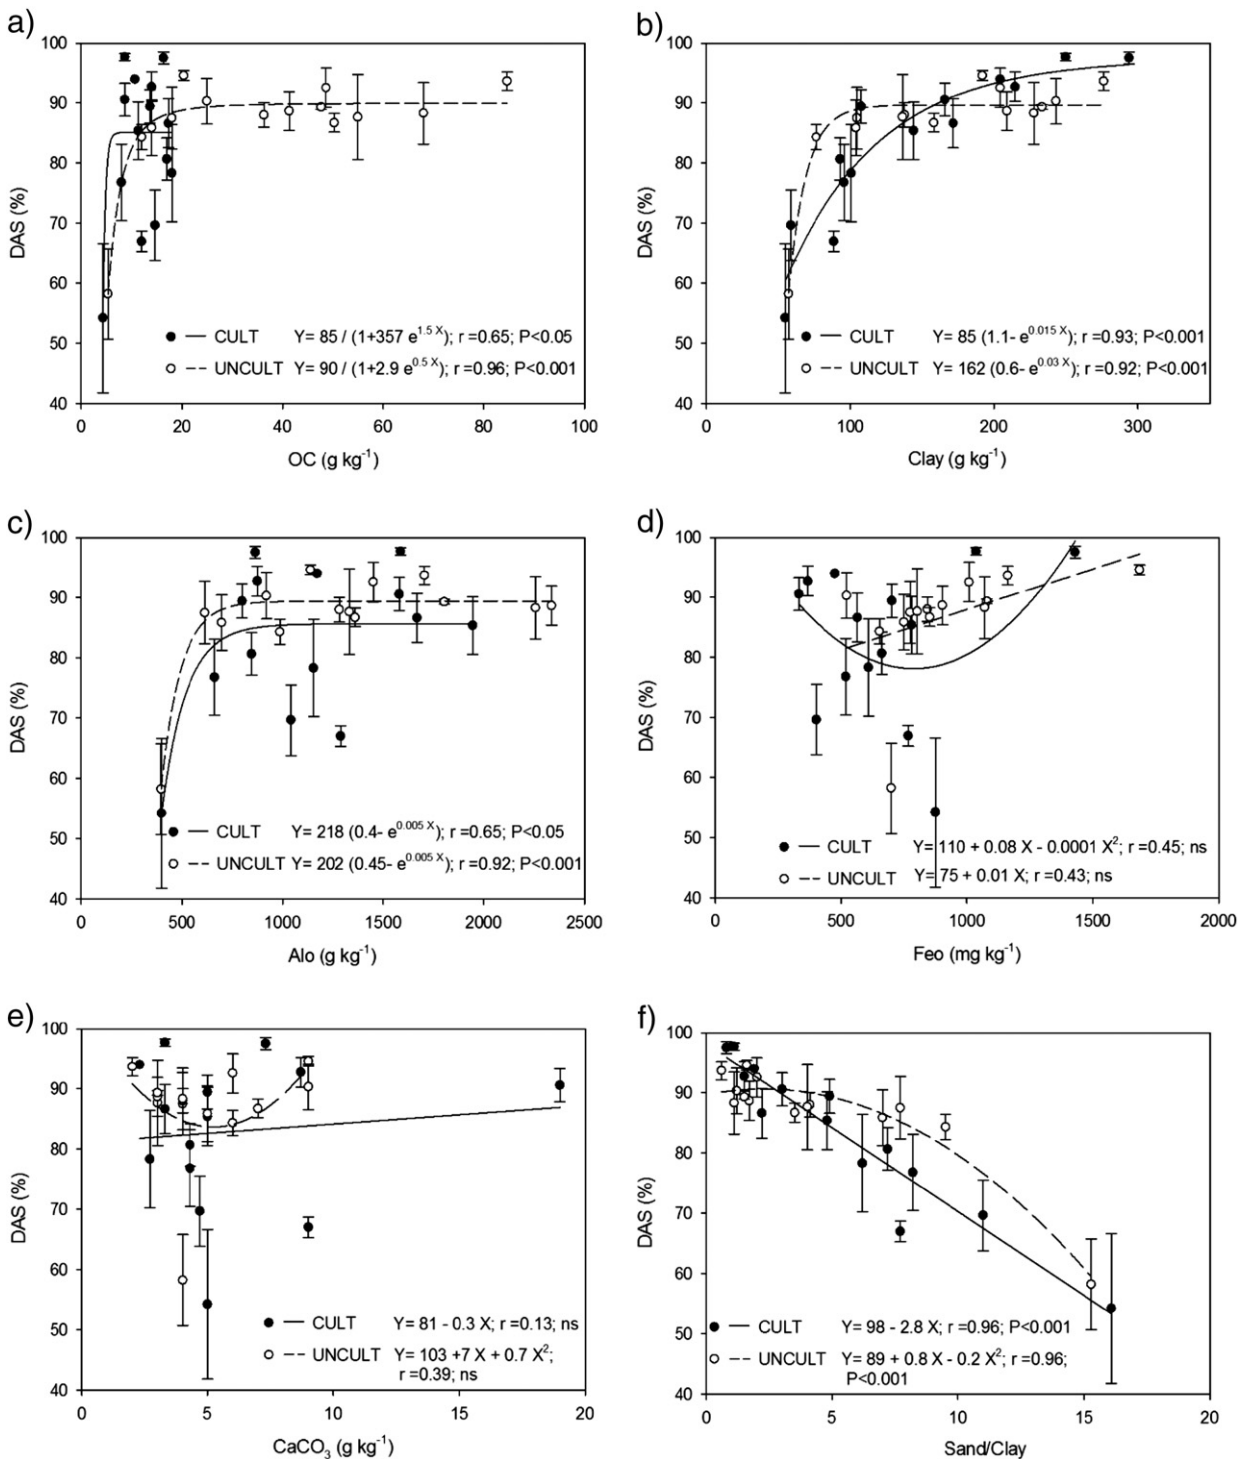 a)
100
90
80
70
60
50
40
DAS (%)
CULT Y= 85 / (1+357 e^1.5 X); r =0.65; P<0.05
UNCULT Y= 90 / (1+2.9 e^0.5 X); r =0.96; P<0.001
0 20 40 60 80 100
OC (g kg⁻¹)
b)
100
90
80
70
60
50
40
DAS (%)
CULT Y= 85 (1.1- e^0.015 X); r =0.93; P<0.001
UNCULT Y= 162 (0.6- e^0.03 X); r =0.92; P<0.001
0 100 200 300
Clay (g kg⁻¹)
c)
100
90
80
70
60
50
40
DAS (%)
CULT Y= 218 (0.4- e^0.005 X); r =0.65; P<0.05
UNCULT Y= 202 (0.45- e^0.005 X); r =0.92; P<0.001
0 500 1000 1500 2000 2500
Alo (g kg⁻¹)
d)
100
90
80
70
60
50
40
DAS (%)
CULT Y= 110 + 0.08 X - 0.0001 X²; r =0.45; ns
UNCULT Y= 75 + 0.01 X; r =0.43; ns
0 500 1000 1500 2000
Feo (mg kg⁻¹)
e)
100
90
80
70
60
50
40
DAS (%)
CULT Y= 81 - 0.3 X; r =0.13; ns
UNCULT Y= 103 +7 X + 0.7 X²;
r =0.39; ns
0 5 10 15 20
CaCO₃ (g kg⁻¹)
f)
100
90
80
70
60
50
40
DAS (%)
CULT Y= 98 - 2.8 X; r =0.96; P<0.001
UNCULT Y= 89 + 0.8 X - 0.2 X²; r =0.96;
P<0.001
0 5 10 15 20
Sand/Clay